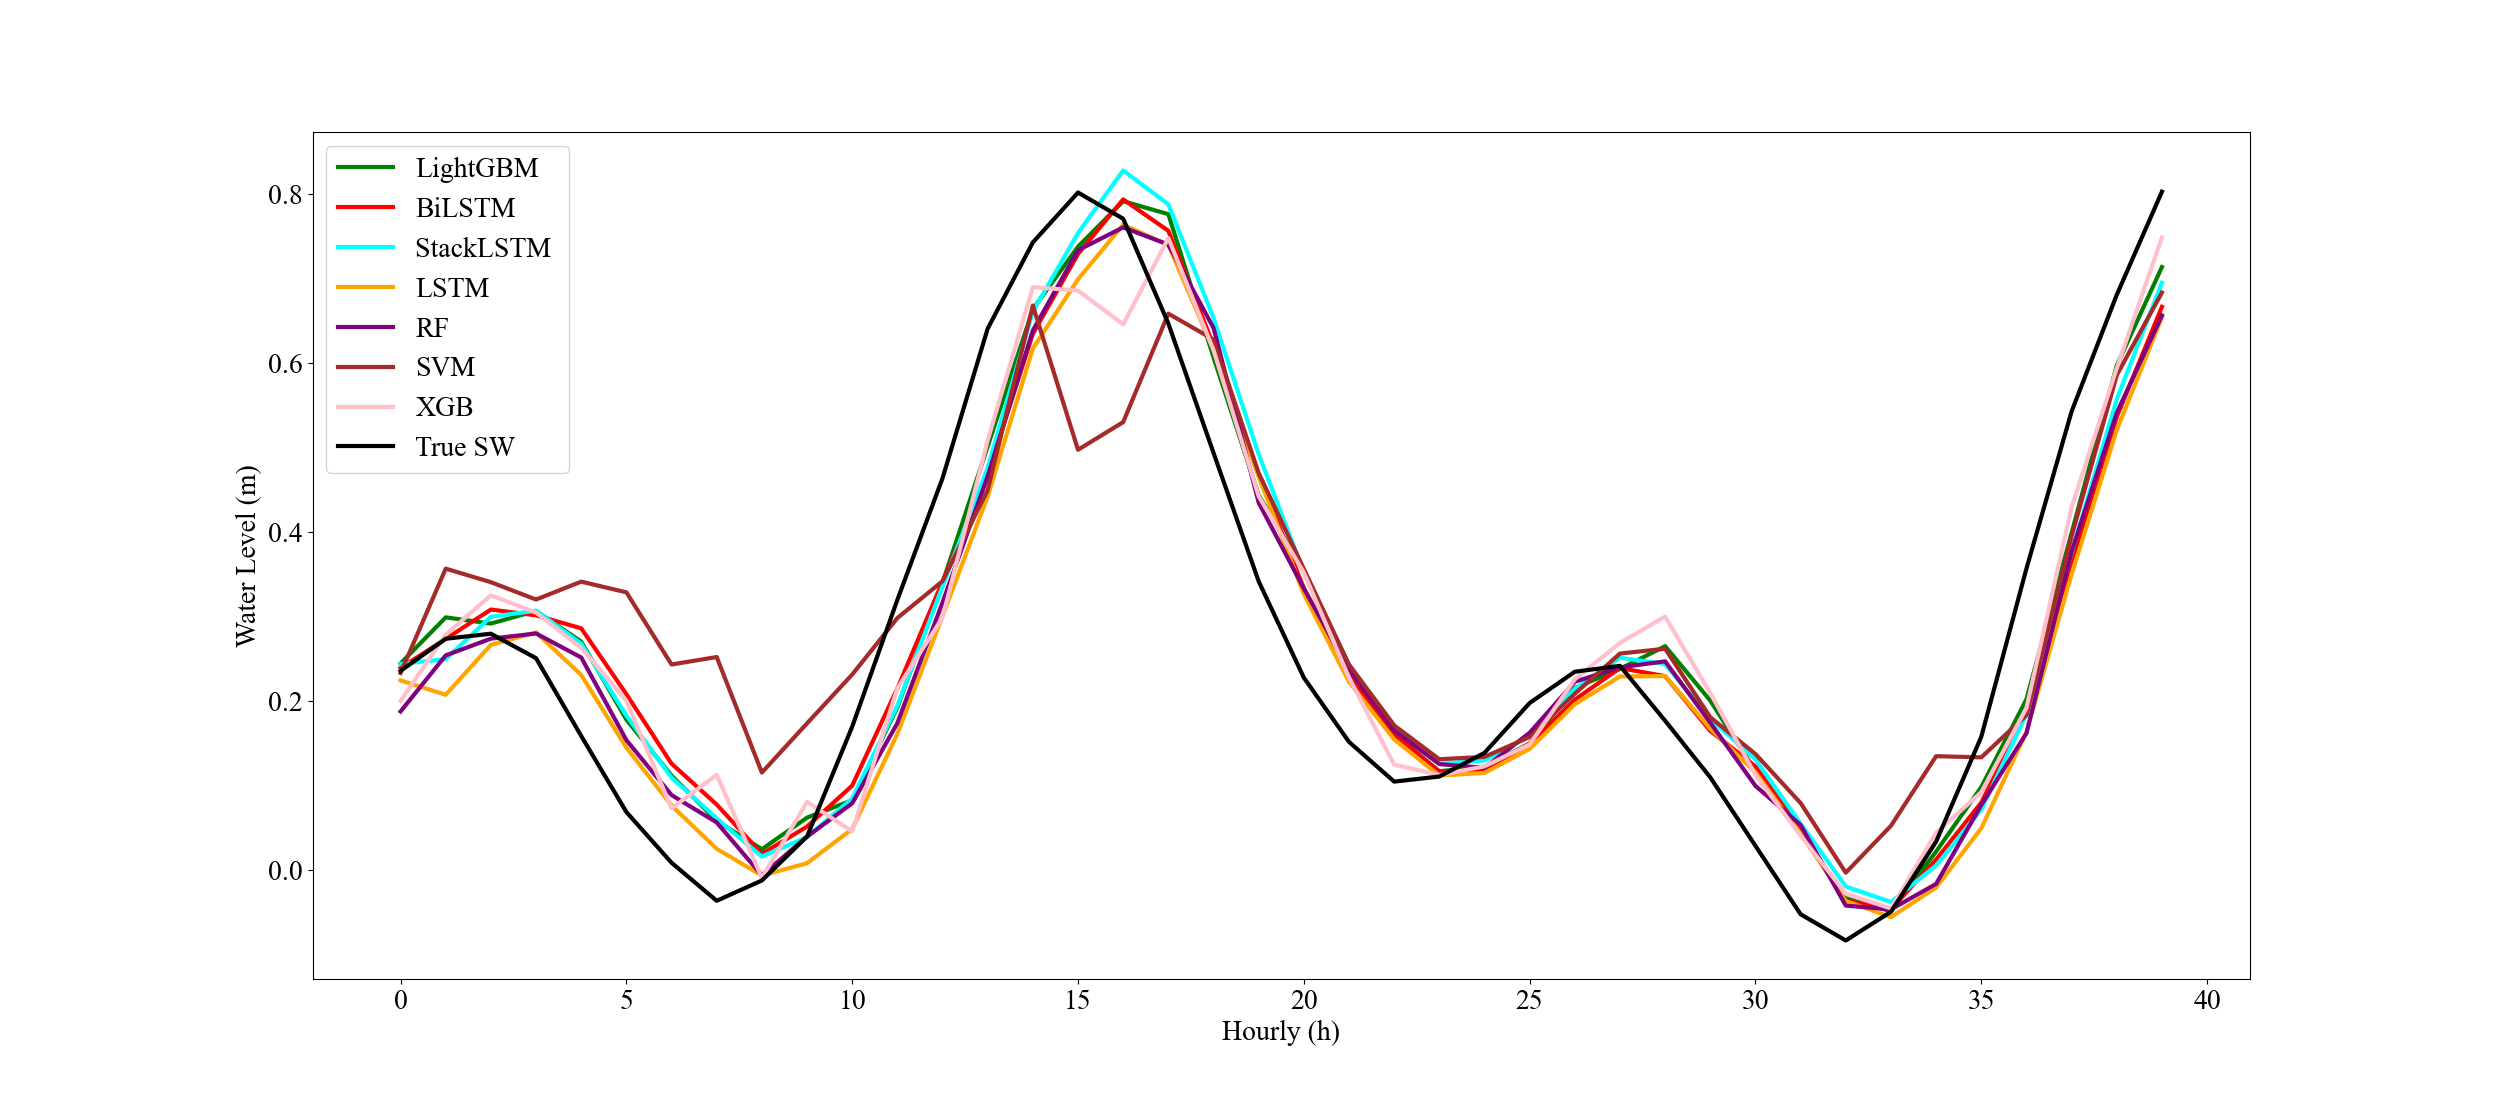 LightGBM
BiLSTM
StackLSTM
LSTM
RF
SVM
XGB
True SW
Water Level (m)
0.8
0.6
0.4
0.2
0.0
0 5 10 15 20 25 30 35 40
Hourly (h)